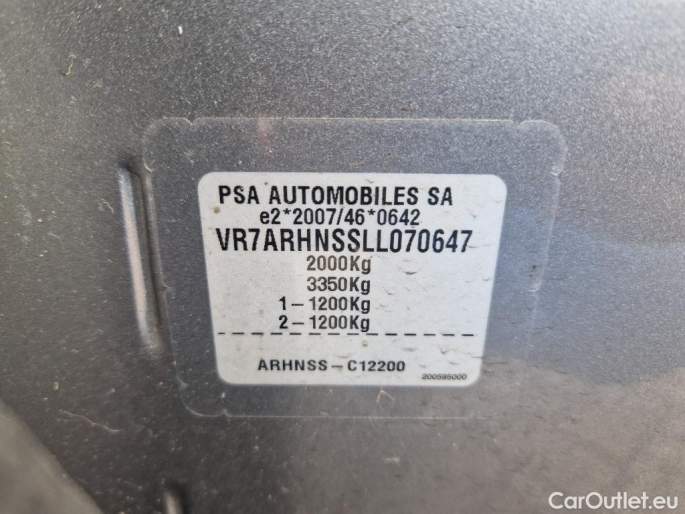 PSA AUTOMOBILES SA
e2*2007/46*0642
VR7ARHNSSLL070647
2000Kg
3350Kg
1-1200Kg
2-1200Kg
ARHNSS-C12200
200595000
CarOutlet.eu